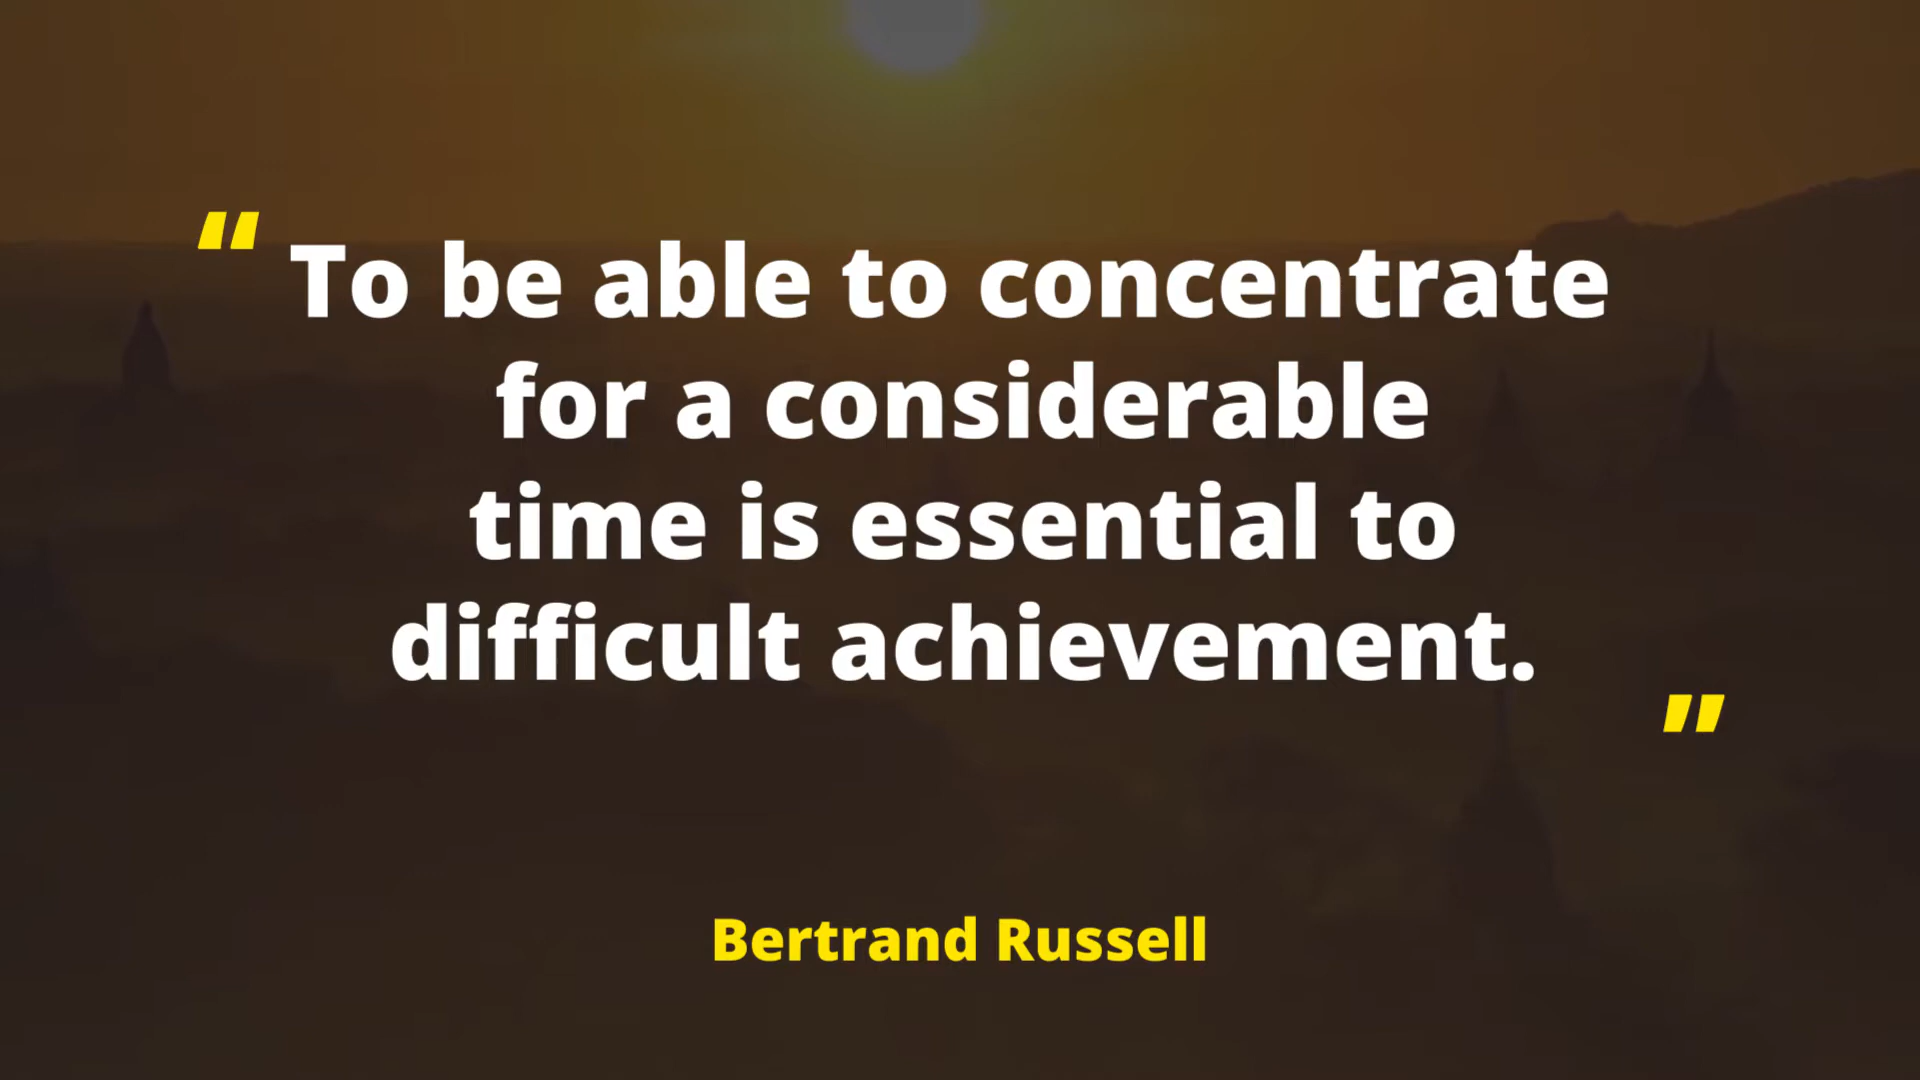 “ To be able to concentrate
for a considerable
time is essential to
difficult achievement. ”
Bertrand Russell